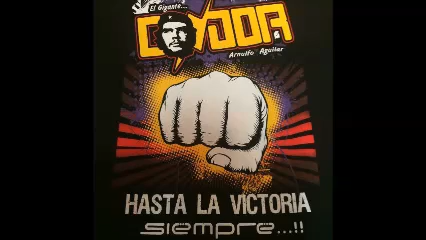 El Gigante...
CONDOR
Arnulfo Aguilar
HASTA LA VICTORIA
siempre...!!